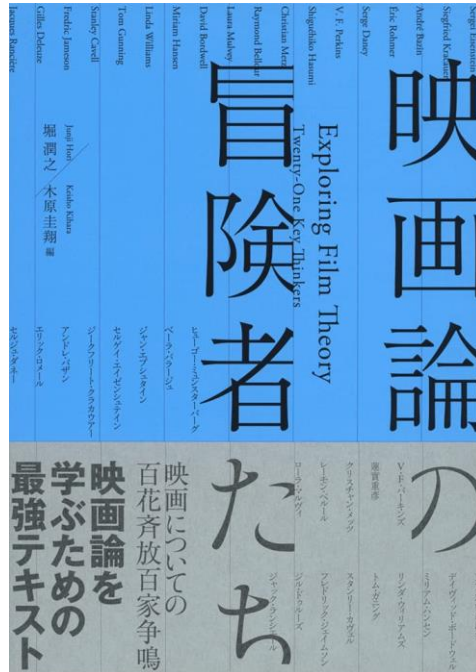 映画論の
冒険者たち
Exploring Film Theory
Twenty-One Key Thinkers
堀 潤之
Junji Hori
木原圭翔 編
Keisho Kihara
Sergei Eisenstein
Siegfried Kracauer
André Bazin
Éric Rohmer
Serge Daney
V. F. Perkins
Shiguéhiko Hasumi
Christian Metz
Raymond Bellour
Laura Mulvey
David Bordwell
Miriam Hansen
Linda Williams
Tom Gunning
Stanley Cavell
Fredric Jameson
Gilles Deleuze
Jacques Rancière
ヒューゴー・ミュンスターバーグ
ベーラ・バラージュ
ジャン・エプシュタイン
セルゲイ・エイゼンシュテイン
ジークフリート・クラカウアー
アンドレ・バザン
エリック・ロメール
セルジュ・ダネー
V・F・パーキンズ
蓮實重彦
クリスチャン・メッツ
レーモン・ベルール
ローラ・マルヴィ
デイヴィッド・ボードウェル
ミリアム・ハンセン
リンダ・ウィリアムズ
トム・ガニング
スタンリー・カヴェル
フレドリック・ジェイムソン
ジル・ドゥルーズ
ジャック・ランシエール
映画についての
百花斉放百家争鳴
映画論を
学ぶための
最強テキスト